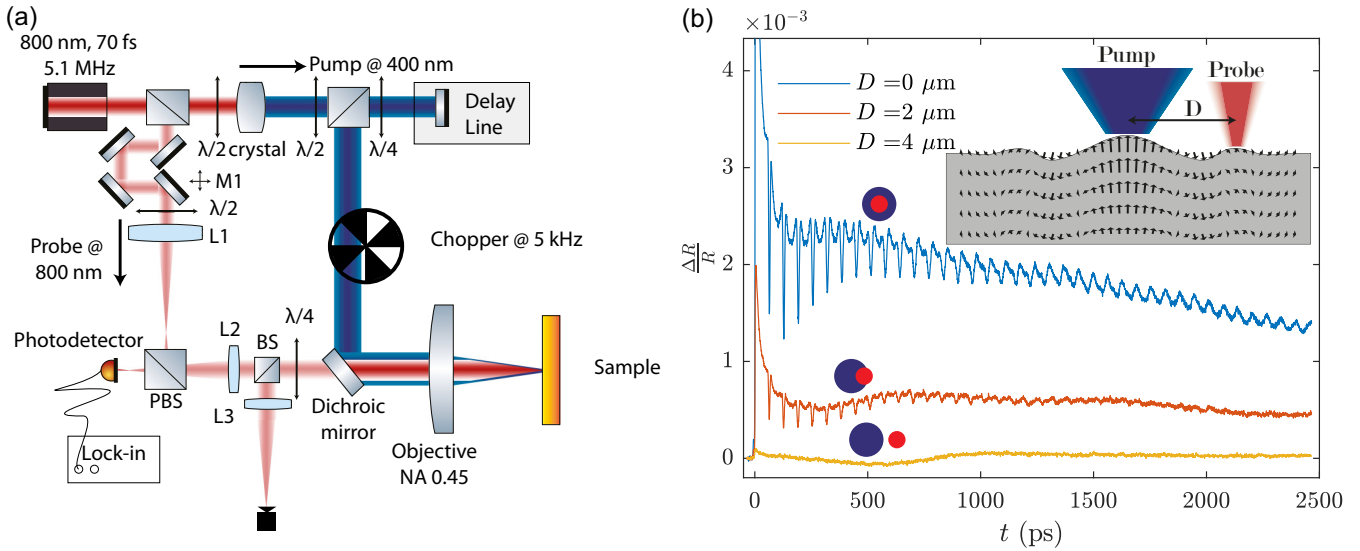 (a)
800 nm, 70 fs
5.1 MHz
Pump @ 400 nm
Delay
Line
λ/2
crystal
λ/2
λ/4
M1
λ/2
L1
Probe @
800 nm
Chopper @ 5 kHz
Photodetector
L2
BS
λ/4
PBS
L3
Dichroic
mirror
Sample
Objective
NA 0.45
Lock-in
(b)
×10⁻³
Pump
Probe
D
D = 0 μm
D = 2 μm
D = 4 μm
4
3
2
1
0
ΔR/R
0 500 1000 1500 2000 2500
t (ps)